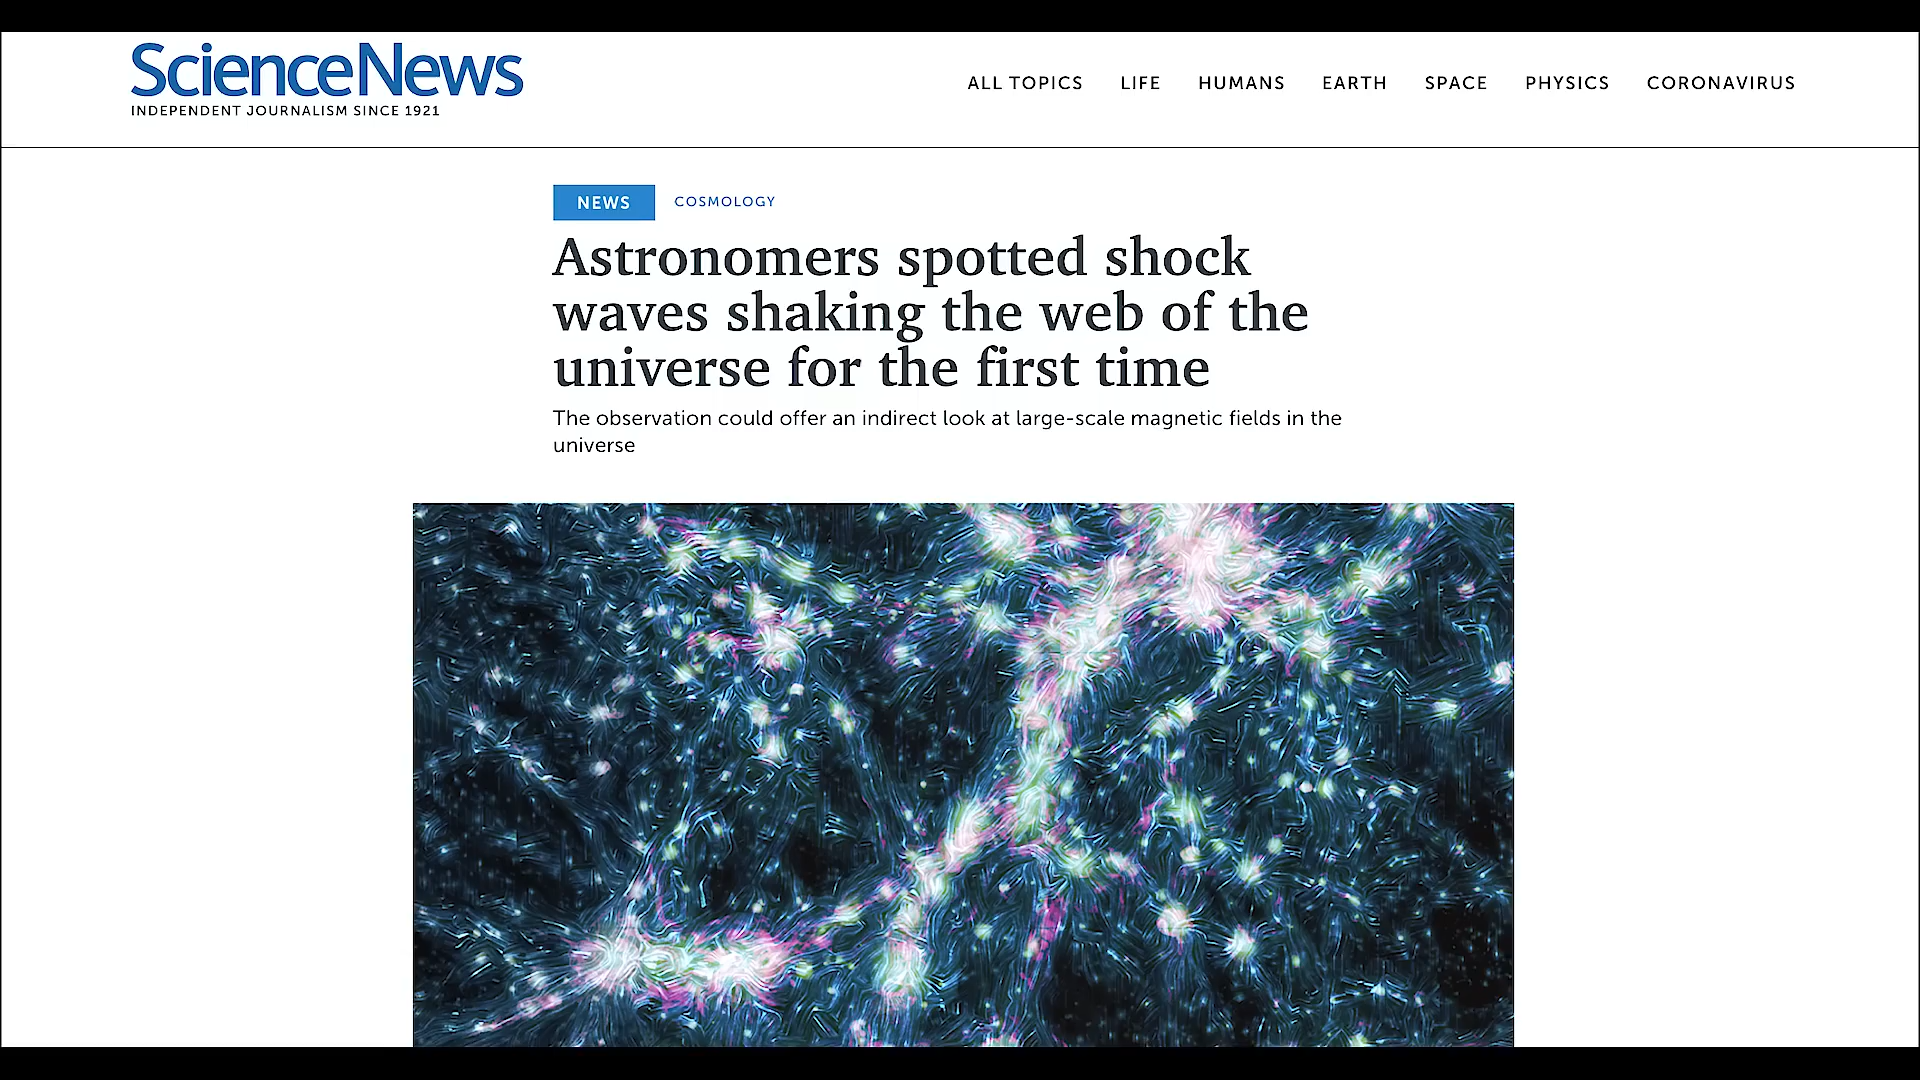 ScienceNews
INDEPENDENT JOURNALISM SINCE 1921
ALL TOPICS LIFE HUMANS EARTH SPACE PHYSICS CORONAVIRUS
NEWS COSMOLOGY
Astronomers spotted shock
waves shaking the web of the
universe for the first time
The observation could offer an indirect look at large-scale magnetic fields in the
universe